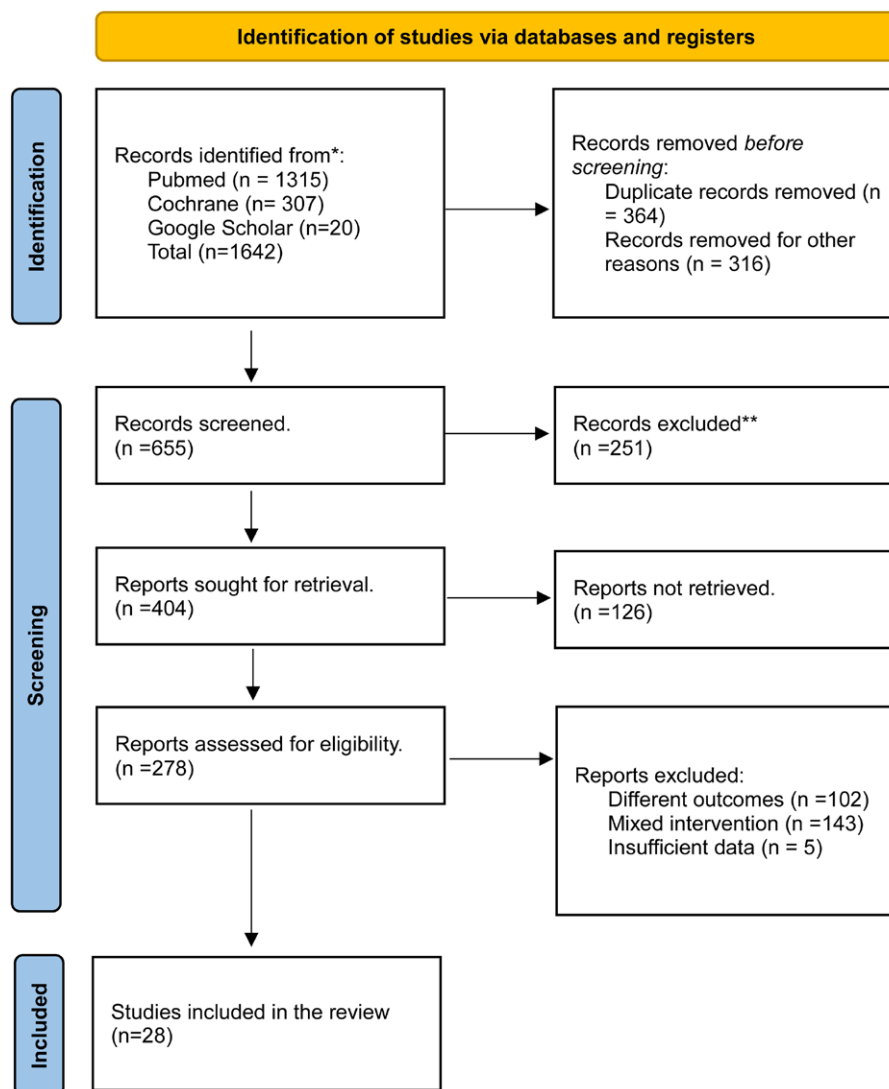 Identification of studies via databases and registers
Identification
Records identified from*:
Pubmed (n = 1315)
Cochrane (n= 307)
Google Scholar (n=20)
Total (n=1642)
Records removed before
screening:
Duplicate records removed (n
= 364)
Records removed for other
reasons (n = 316)
Screening
Records screened.
(n =655)
Records excluded**
(n =251)
Reports sought for retrieval.
(n =404)
Reports not retrieved.
(n =126)
Reports assessed for eligibility.
(n =278)
Reports excluded:
Different outcomes (n =102)
Mixed intervention (n =143)
Insufficient data (n = 5)
Included
Studies included in the review
(n=28)